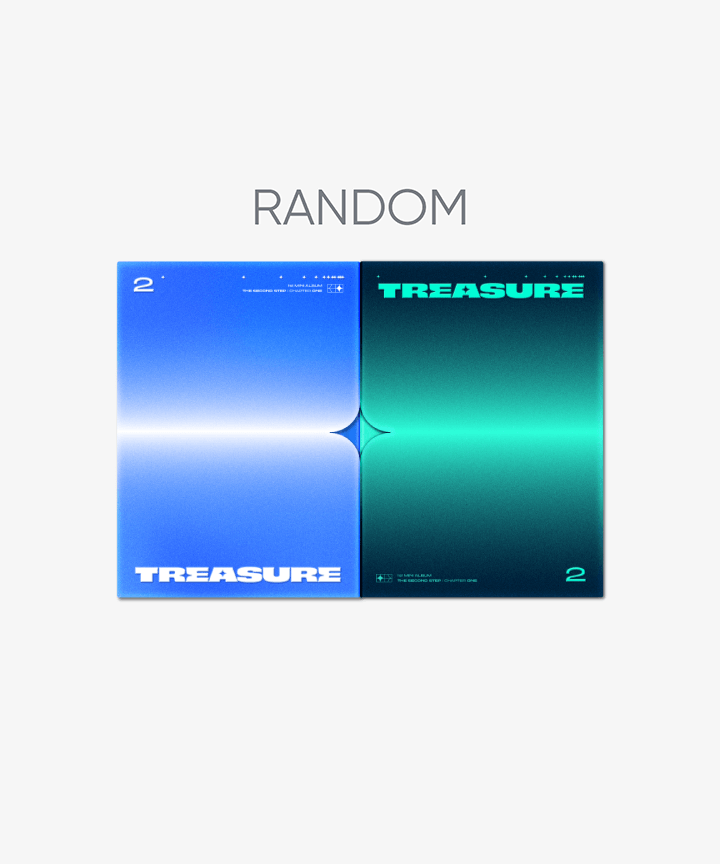 RANDOM
2
1st MINI ALBUM
THE SECOND STEP : CHAPTER ONE
TREASURE
TREASURE
1st MINI ALBUM
THE SECOND STEP : CHAPTER ONE
2